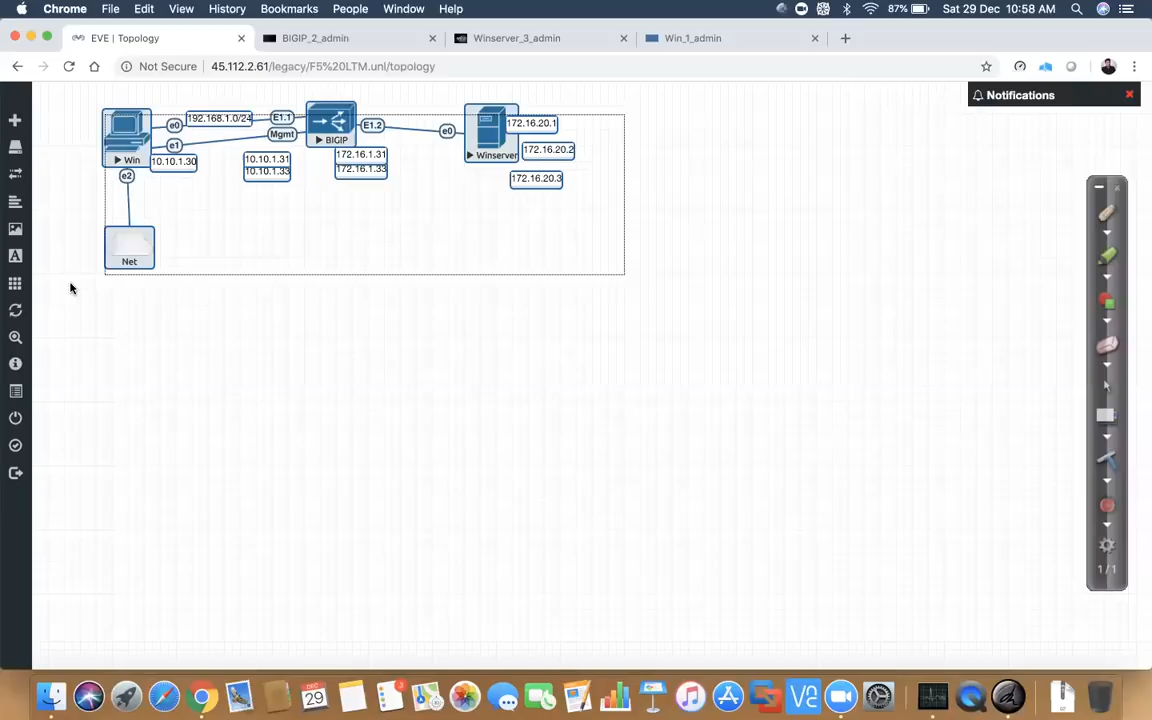 Chrome File Edit View History Bookmarks People Window Help 87% Sat 29 Dec 10:58 AM
EVE | Topology BIGIP_2_admin Winserver_3_admin Win_1_admin
Not Secure 45.112.2.61/legacy/F5%20LTM.unl/topology
Notifications
e0 192.168.1.0/24 E1.1
e1 Mgmt
BIGIP
E1.2
e0
172.16.20.1
Win
10.10.1.30
10.10.1.31
10.10.1.33
172.16.1.31
172.16.1.33
Winserver
172.16.20.2
172.16.20.3
e2
Net
1/1
DEC
29
3